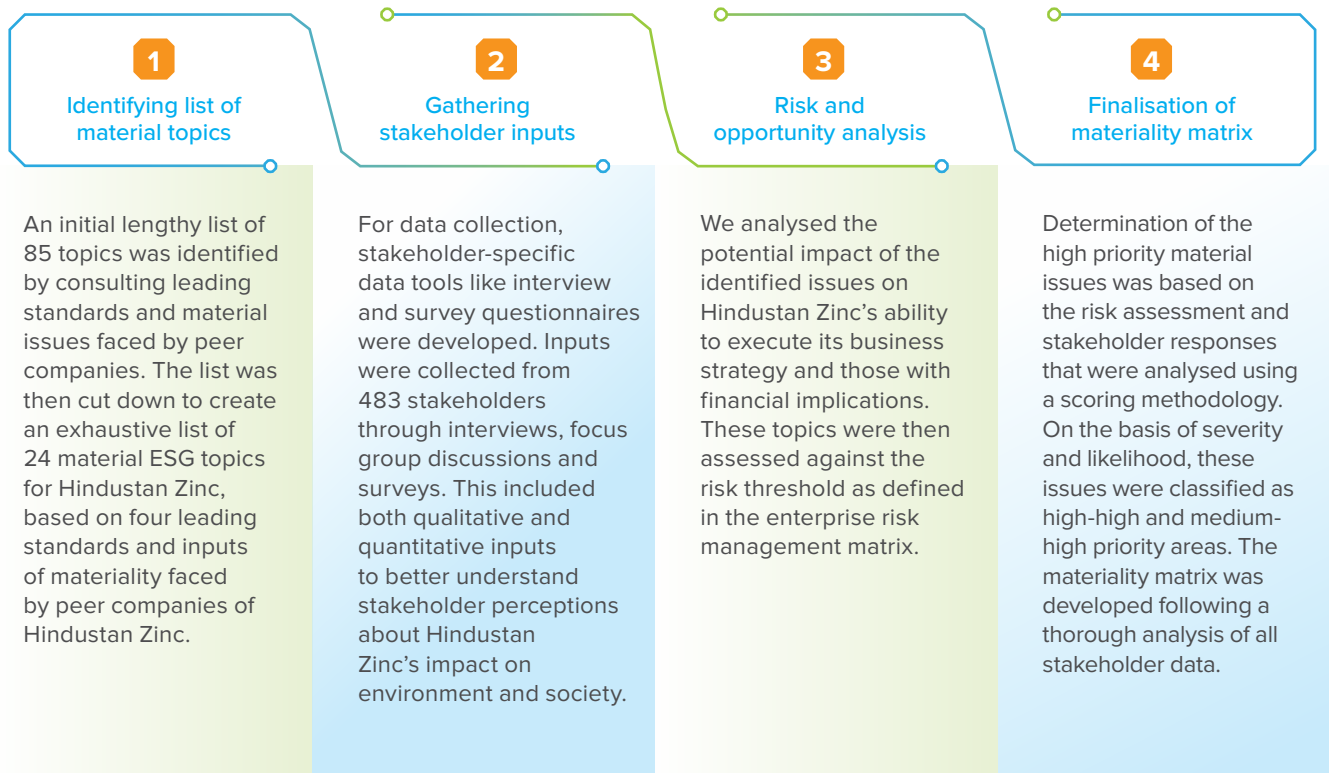 1
Identifying list of
material topics
An initial lengthy list of
85 topics was identified
by consulting leading
standards and material
issues faced by peer
companies. The list was
then cut down to create
an exhaustive list of
24 material ESG topics
for Hindustan Zinc,
based on four leading
standards and inputs
of materiality faced
by peer companies of
Hindustan Zinc.
2
Gathering
stakeholder inputs
For data collection,
stakeholder-specific
data tools like interview
and survey questionnaires
were developed. Inputs
were collected from
483 stakeholders
through interviews, focus
group discussions and
surveys. This included
both qualitative and
quantitative inputs
to better understand
stakeholder perceptions
about Hindustan
Zinc’s impact on
environment and society.
3
Risk and
opportunity analysis
We analysed the
potential impact of the
identified issues on
Hindustan Zinc’s ability
to execute its business
strategy and those with
financial implications.
These topics were then
assessed against the
risk threshold as defined
in the enterprise risk
management matrix.
4
Finalisation of
materiality matrix
Determination of the
high priority material
issues was based on
the risk assessment and
stakeholder responses
that were analysed using
a scoring methodology.
On the basis of severity
and likelihood, these
issues were classified as
high-high and medium-
high priority areas. The
materiality matrix was
developed following a
thorough analysis of all
stakeholder data.